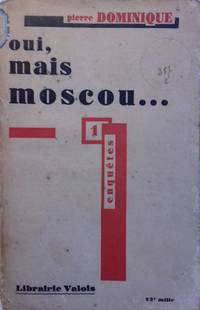 pierre DOMINIQUE
oui,
mais
moscou...
1
enquêtes
Librairie Valois
12e mille